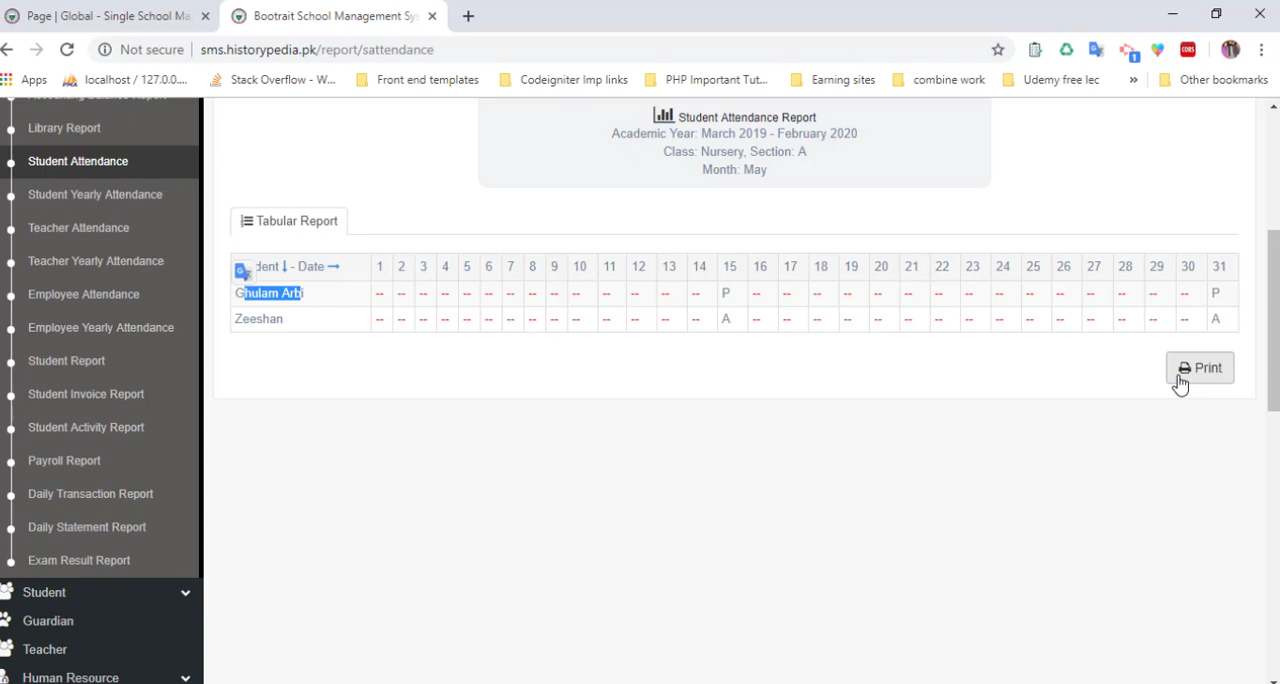 Page | Global - Single School Ma
Bootrait School Management Sys
Not secure | sms.historypedia.pk/report/sattendance
CORS
1
Apps
localhost / 127.0.0....
Stack Overflow - W...
Front end templates
Codeigniter Imp links
PHP Important Tut...
Earning sites
combine work
Udemy free lec
»
Other bookmarks
Accounting Balance Report
Library Report
Student Attendance
Student Yearly Attendance
Teacher Attendance
Teacher Yearly Attendance
Employee Attendance
Employee Yearly Attendance
Student Report
Student Invoice Report
Student Activity Report
Payroll Report
Daily Transaction Report
Daily Statement Report
Exam Result Report
Student
Guardian
Teacher
Human Resource
Student Attendance Report
Academic Year: March 2019 - February 2020
Class: Nursery, Section: A
Month: May
Tabular Report
dent ↓ - Date → 1 2 3 4 5 6 7 8 9 10 11 12 13 14 15 16 17 18 19 20 21 22 23 24 25 26 27 28 29 30 31
Ghulam Arbi -- -- -- -- -- -- -- -- -- -- -- -- -- -- P -- -- -- -- -- -- -- -- -- -- -- -- -- -- -- P
Zeeshan -- -- -- -- -- -- -- -- -- -- -- -- -- -- A -- -- -- -- -- -- -- -- -- -- -- -- -- -- -- A
Print